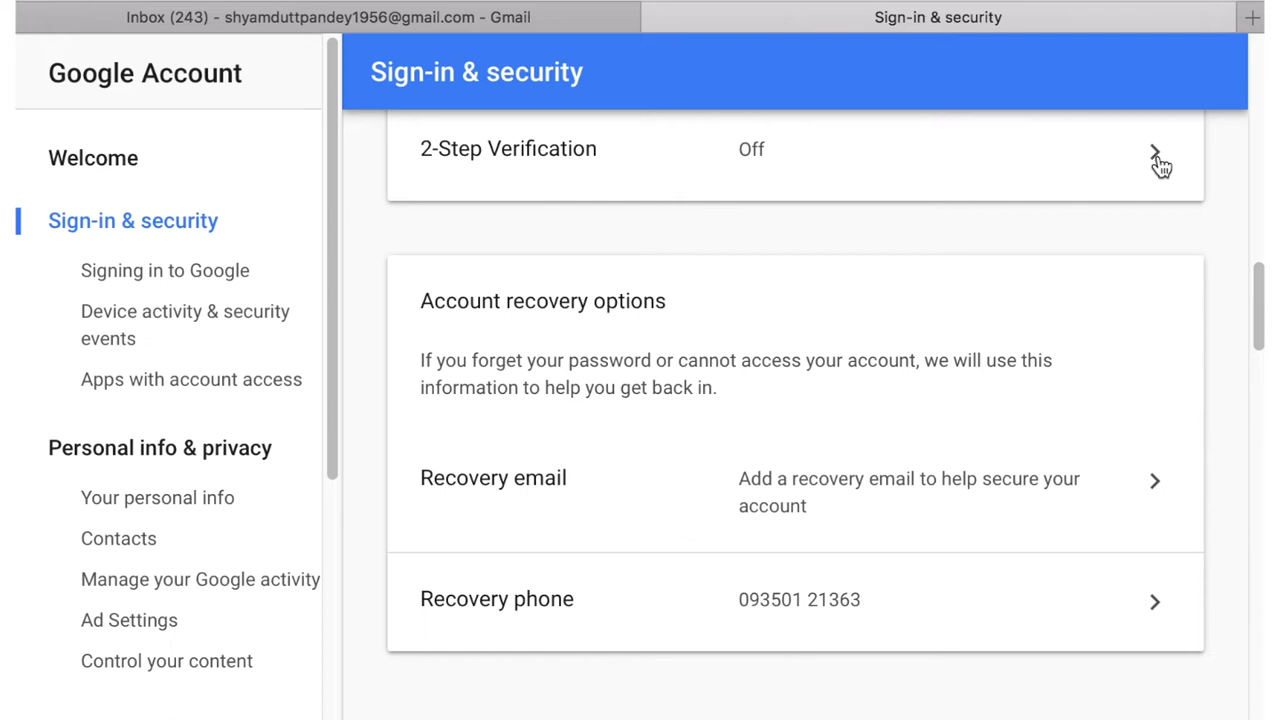 Inbox (243) - shyamduttpandey1956@gmail.com - Gmail
Sign-in & security
Google Account
Sign-in & security
Welcome
Sign-in & security
Signing in to Google
Device activity & security
events
Apps with account access
Personal info & privacy
Your personal info
Contacts
Manage your Google activity
Ad Settings
Control your content
2-Step Verification Off
Account recovery options
If you forget your password or cannot access your account, we will use this
information to help you get back in.
Recovery email Add a recovery email to help secure your
account
Recovery phone 093501 21363